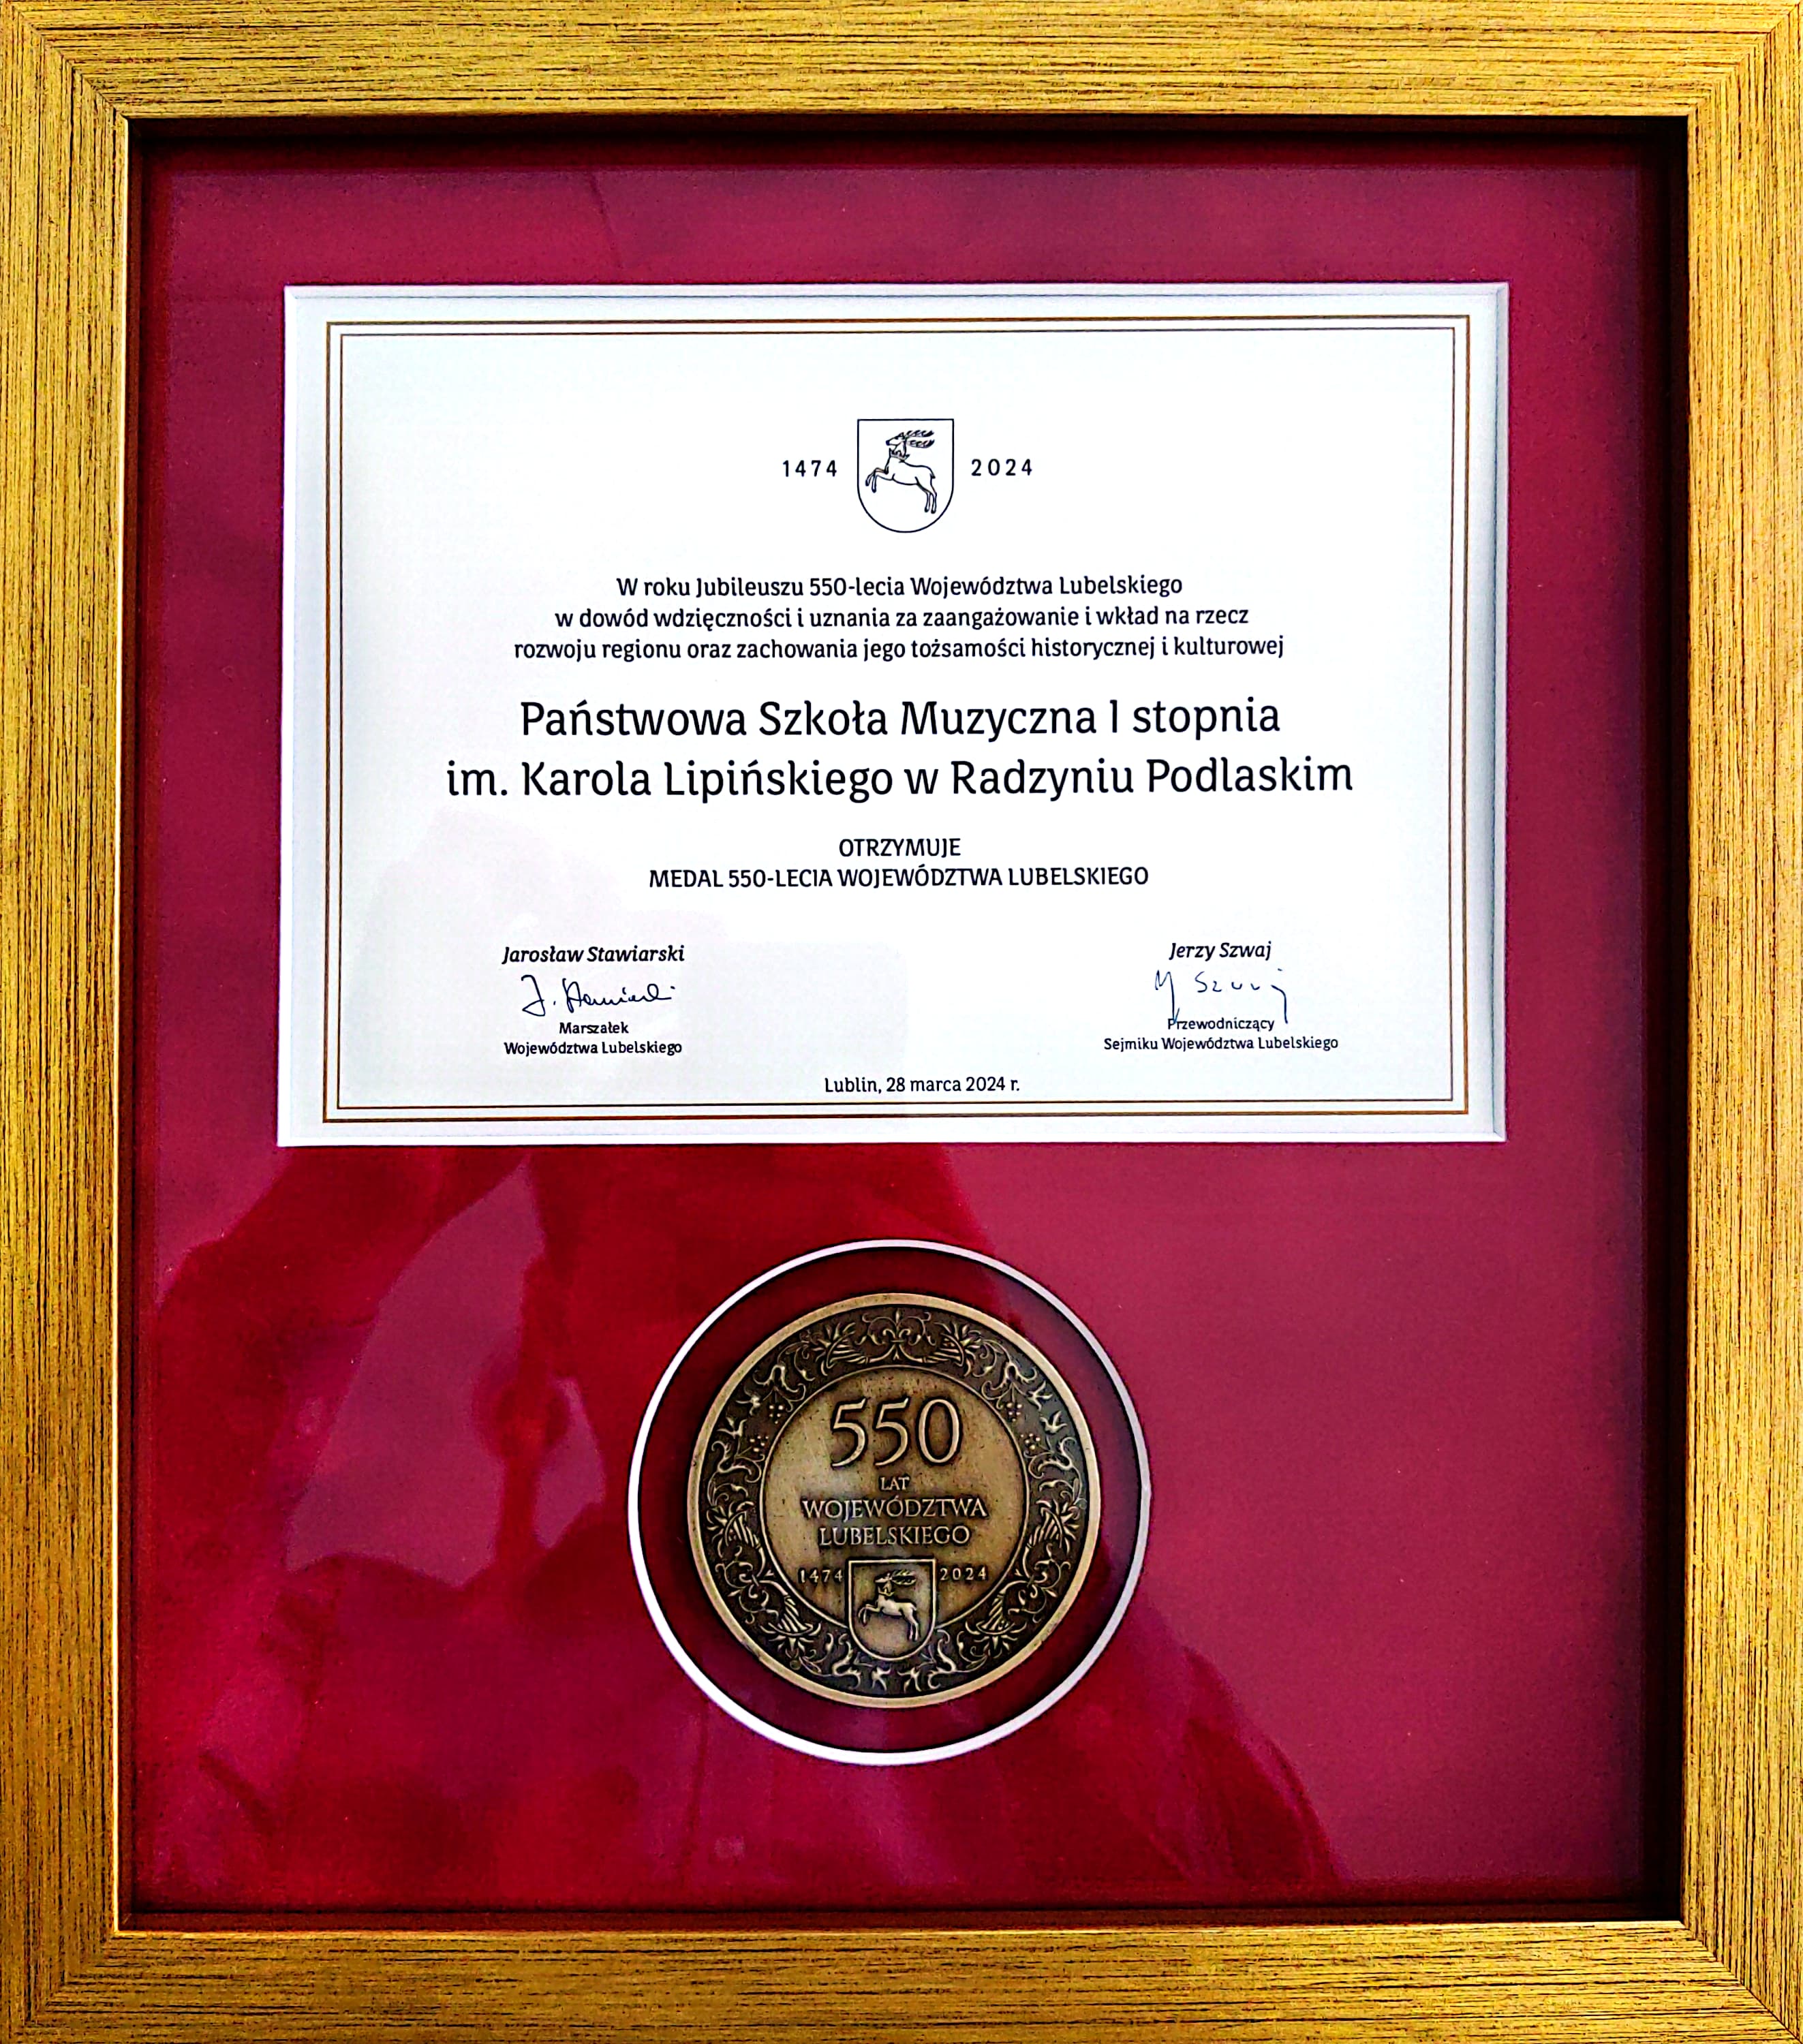 1474 2024
W roku Jubileuszu 550-lecia Województwa Lubelskiego
w dowód wdzięczności i uznania za zaangażowanie i wkład na rzecz
rozwoju regionu oraz zachowania jego tożsamości historycznej i kulturowej
Państwowa Szkoła Muzyczna I stopnia
im. Karola Lipińskiego w Radzyniu Podlaskim
OTRZYMUJE
MEDAL 550-LECIA WOJEWÓDZTWA LUBELSKIEGO
Jarosław Stawiarski
Marszałek
Województwa Lubelskiego
Jerzy Szwaj
Przewodniczący
Sejmiku Województwa Lubelskiego
Lublin, 28 marca 2024 r.
550
LAT
WOJEWÓDZTWA
LUBELSKIEGO
1474 2024